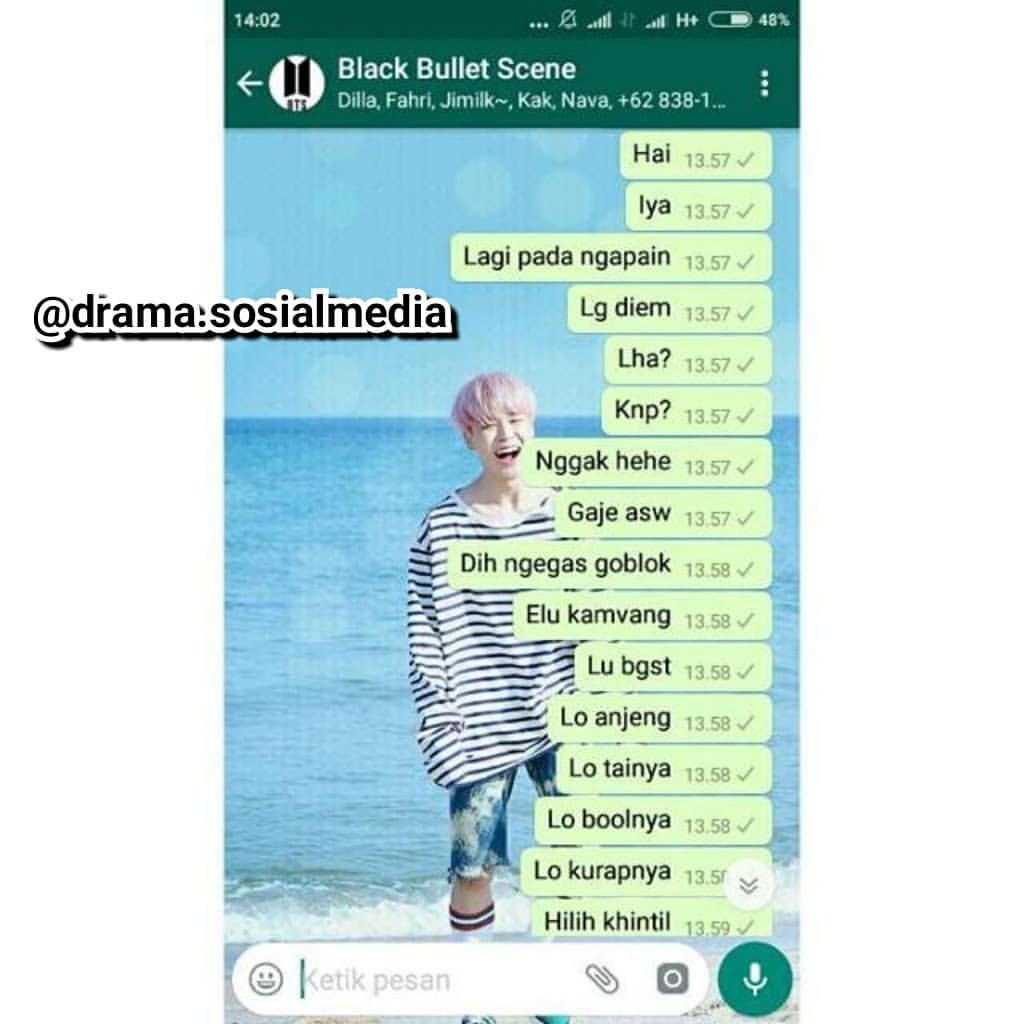 14:02 ... H+ 48%
Black Bullet Scene
BTS
Dilla, Fahri, Jimilk~, Kak, Nava, +62 838-1...
Hai 13.57
Iya 13.57
Lagi pada ngapain 13.57
@drama.sosialmedia
Lg diem 13.57
Lha? 13.57
Knp? 13.57
Nggak hehe 13.57
Gaje asw 13.57
Dih ngegas goblok 13.58
Elu kamvang 13.58
Lu bgst 13.58
Lo anjeng 13.58
Lo tainya 13.58
Lo boolnya 13.58
Lo kurapnya
Hilih khintil 13.59
Ketik pesan